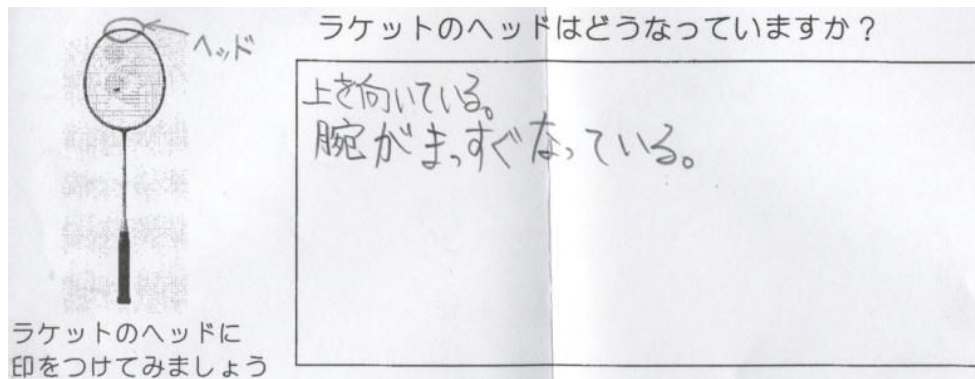 ヘッド
ラケットのヘッドはどうなっていますか？
上を向いている。
腕がまっすぐなっている。
ラケットのヘッドに
印をつけてみましょう